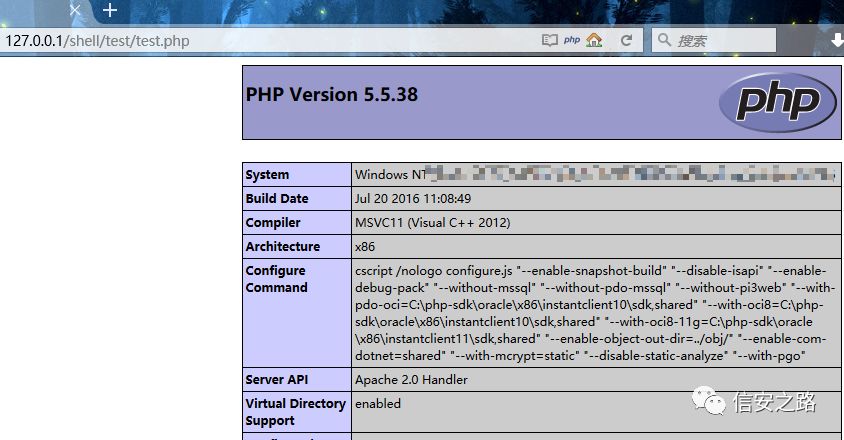 127.0.0.1/shell/test/test.php
php
搜索
PHP Version 5.5.38
php
System
Windows NT
Build Date
Jul 20 2016 11:08:49
Compiler
MSVC11 (Visual C++ 2012)
Architecture
x86
Configure
Command
cscript /nologo configure.js "--enable-snapshot-build" "--disable-isapi" "--enable-
debug-pack" "--without-mssql" "--without-pdo-mssql" "--without-pi3web" "--with-
pdo-oci=C:\php-sdk\oracle\x86\instantclient10\sdk,shared" "--with-oci8=C:\php-
sdk\oracle\x86\instantclient10\sdk,shared" "--with-oci8-11g=C:\php-sdk\oracle
\x86\instantclient11\sdk,shared" "--enable-object-out-dir=../obj/" "--enable-com-
dotnet=shared" "--with-mcrypt=static" "--disable-static-analyze" "--with-pgo"
Server API
Apache 2.0 Handler
Virtual Directory
Support
enabled
信安之路